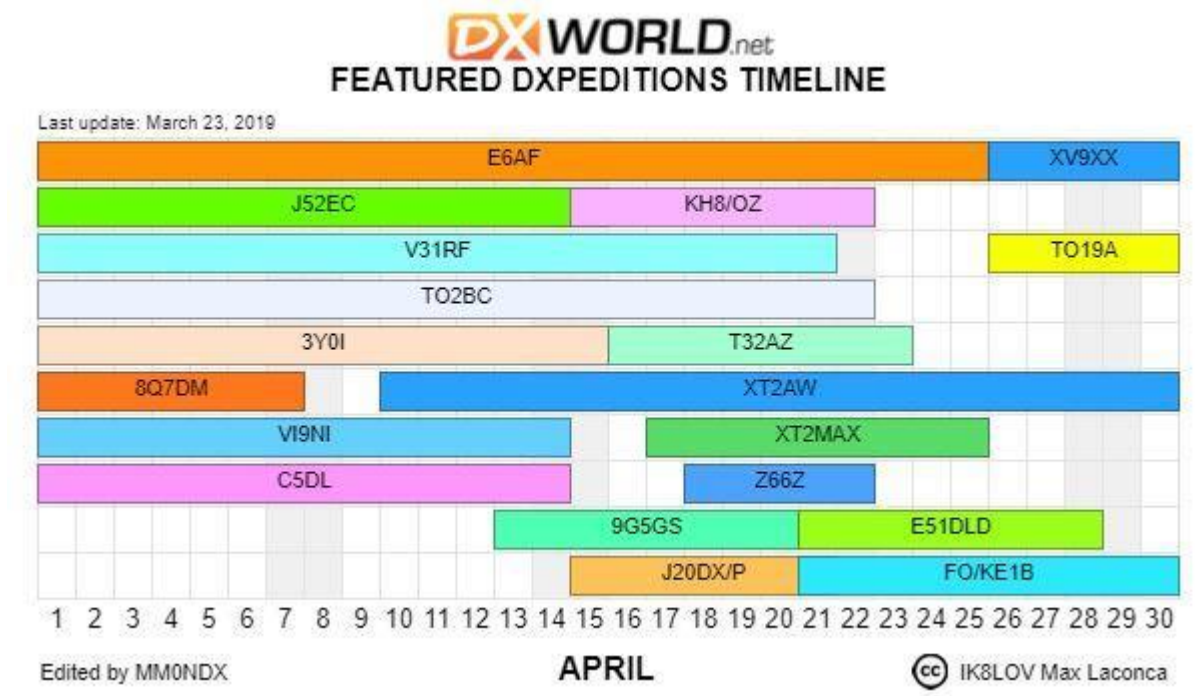 DXWORLD.net
FEATURED DXPEDITIONS TIMELINE
Last update: March 23, 2019
E6AF XV9XX
J52EC KH8/OZ
V31RF TO19A
TO2BC
3Y0I T32AZ
8Q7DM XT2AW
VI9NI XT2MAX
C5DL Z66Z
9G5GS E51DLD
J20DX/P FO/KE1B
1 2 3 4 5 6 7 8 9 10 11 12 13 14 15 16 17 18 19 20 21 22 23 24 25 26 27 28 29 30
Edited by MM0NDX APRIL cc IK8LOV Max Laconca